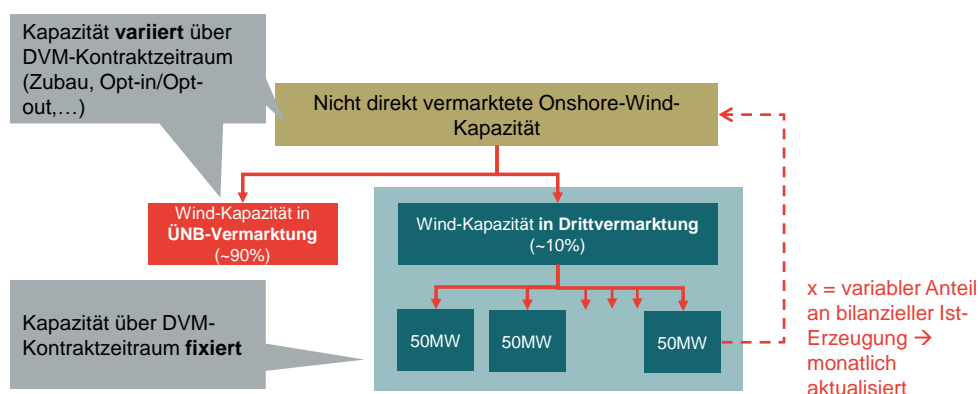 Kapazität variiert über
DVM-Kontraktzeitraum
(Zubau, Opt-in/Opt-
out,…)
Nicht direkt vermarktete Onshore-Wind-
Kapazität
Wind-Kapazität in
ÜNB-Vermarktung
(~90%)
Wind-Kapazität in Drittvermarktung
(~10%)
Kapazität über DVM-
Kontraktzeitraum fixiert
50MW
50MW
50MW
x = variabler Anteil
an bilanzieller Ist-
Erzeugung →
monatlich
aktualisiert